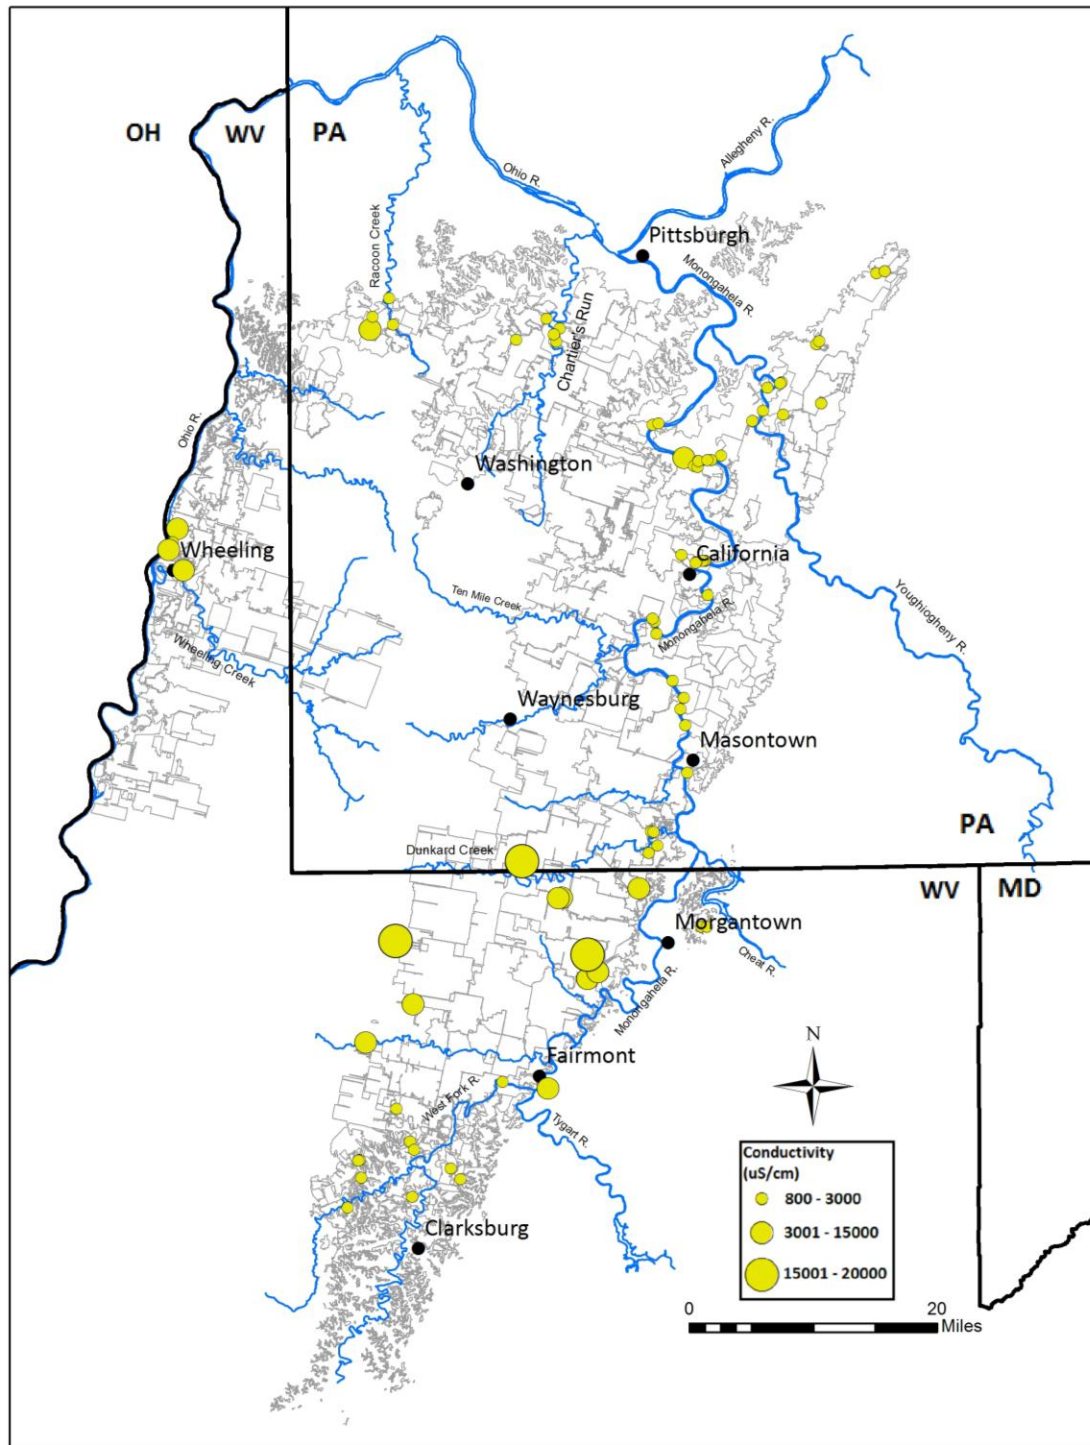 OH
WV
PA
Allegheny R.
Ohio R.
Racoon Creek
Pittsburgh
Monongahela R.
Chartier's Run
Ohio R.
Washington
Wheeling
California
Ten Mile Creek
Youghiogheny R.
Monongahela R.
Wheeling Creek
Waynesburg
Masontown
PA
Dunkard Creek
WV
MD
Morgantown
Cheat R.
Monongahela R.
Fairmont
N
West Fork R.
Tygart R.
Conductivity
(uS/cm)
800 - 3000
3001 - 15000
15001 - 20000
Clarksburg
0 20
Miles